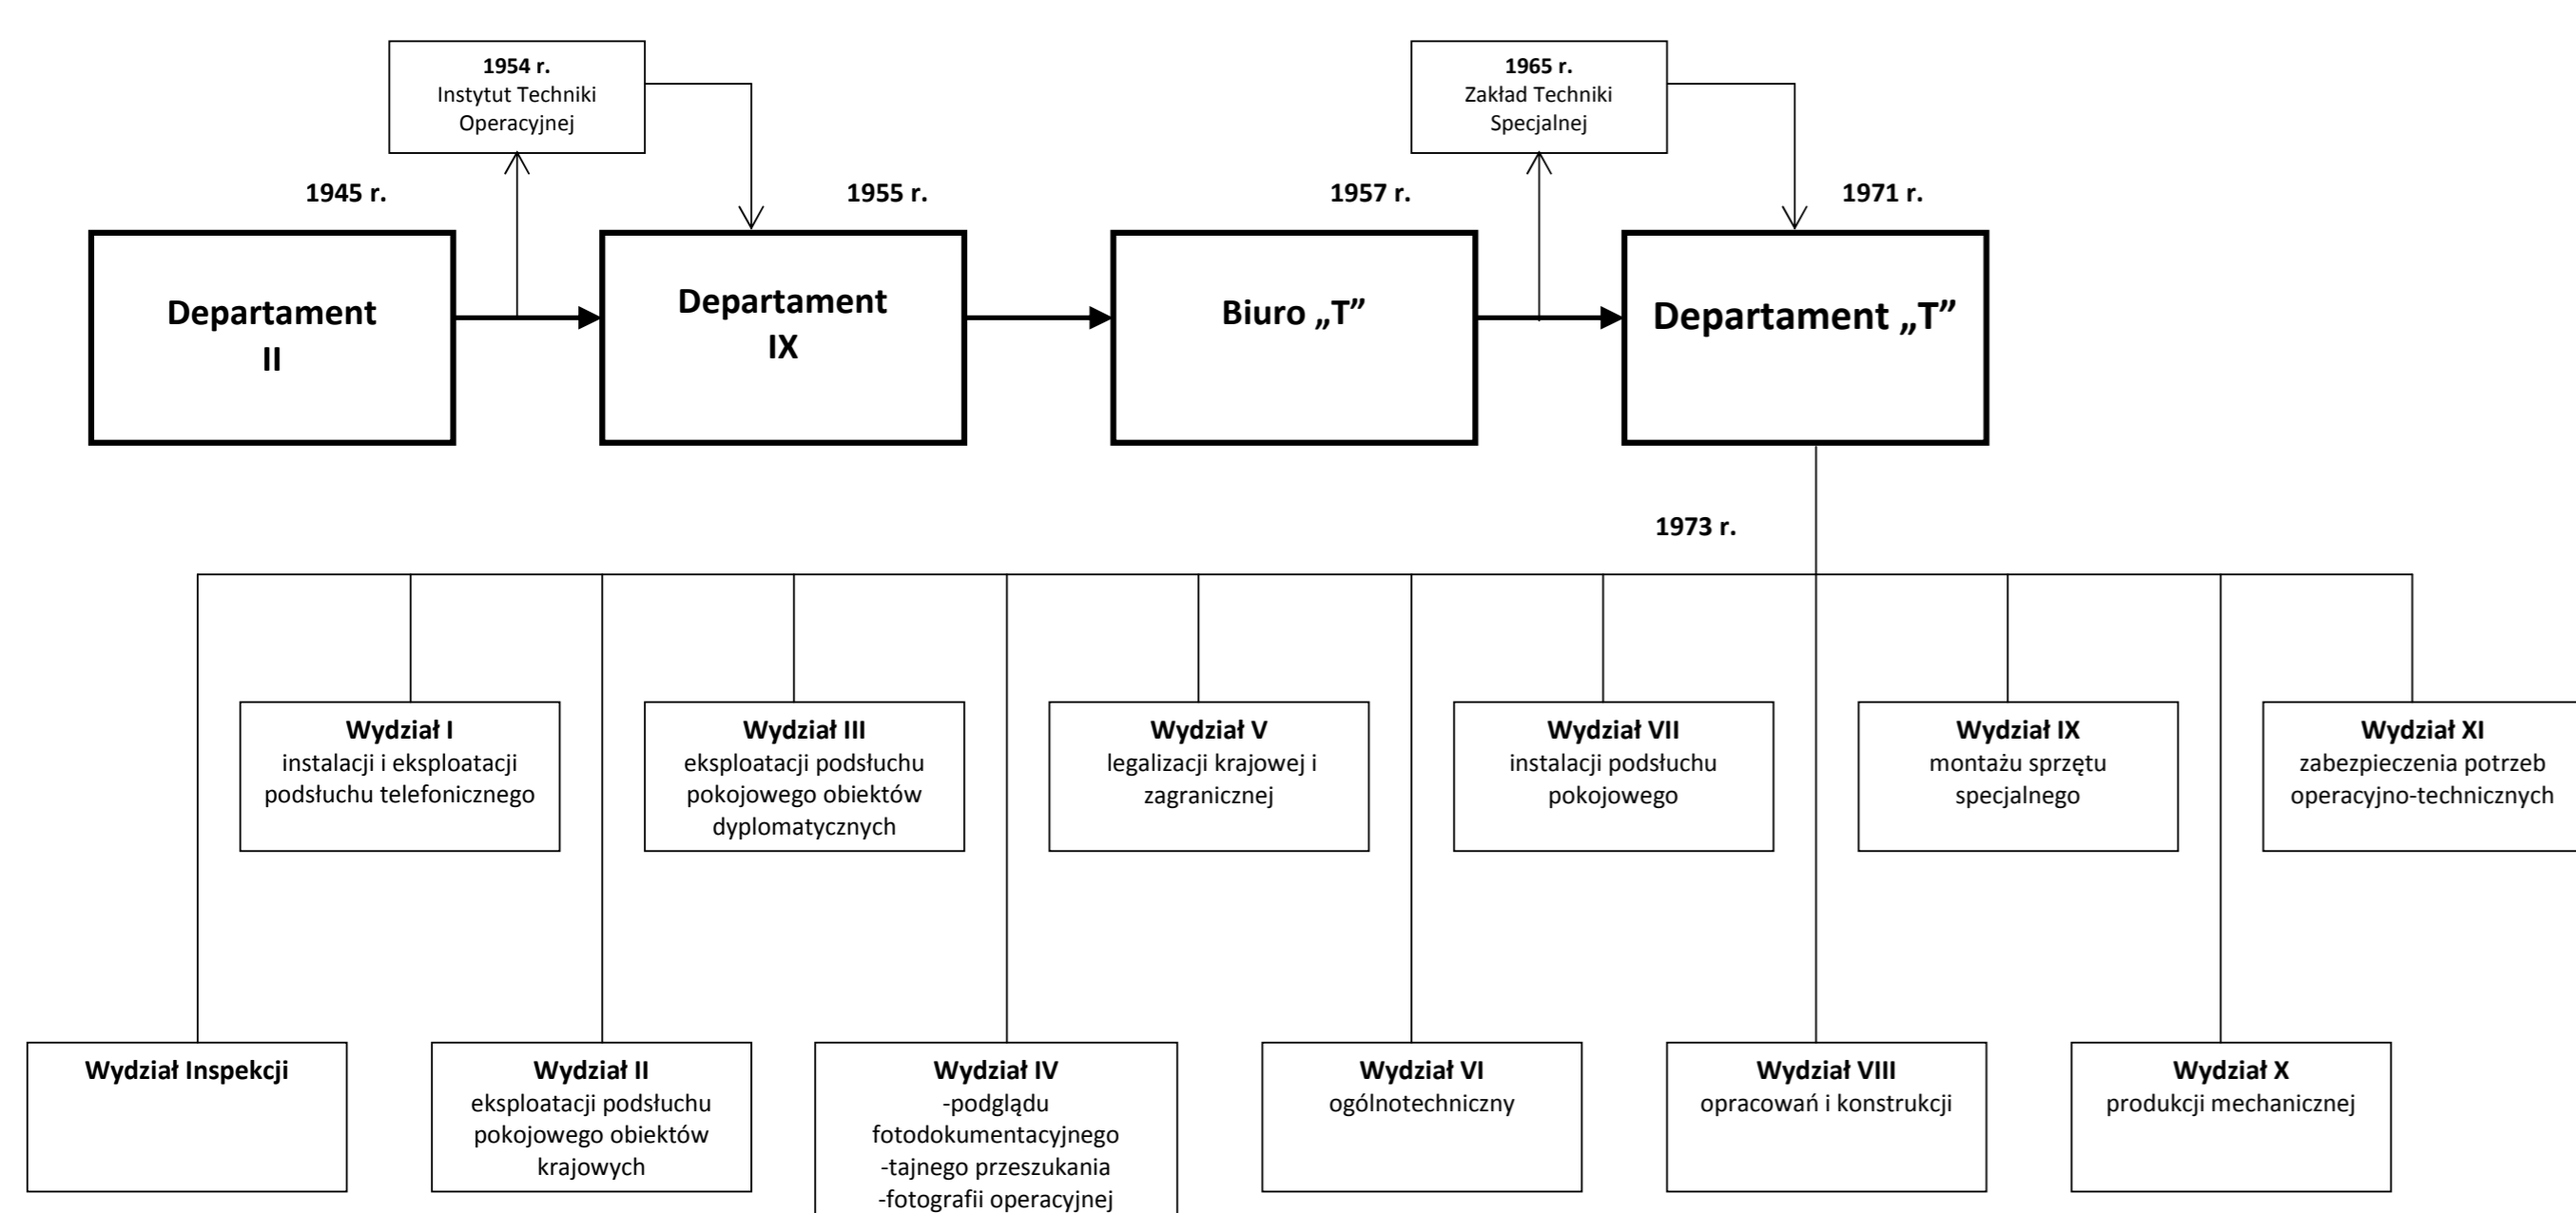 1954 r.
Instytut Techniki
Operacyjnej
1965 r.
Zakład Techniki
Specjalnej
1945 r.
1955 r.
1957 r.
1971 r.
Departament
II
Departament
IX
Biuro „T”
Departament „T”
1973 r.
Wydział I
instalacji i eksploatacji
podsłuchu telefonicznego
Wydział III
eksploatacji podsłuchu
pokojowego obiektów
dyplomatycznych
Wydział V
legalizacji krajowej i
zagranicznej
Wydział VII
instalacji podsłuchu
pokojowego
Wydział IX
montażu sprzętu
specjalnego
Wydział XI
zabezpieczenia potrzeb
operacyjno-technicznych
Wydział Inspekcji
Wydział II
eksploatacji podsłuchu
pokojowego obiektów
krajowych
Wydział IV
-podglądu
fotodokumentacyjnego
-tajnego przeszukania
-fotografii operacyjnej
Wydział VI
ogólnotechniczny
Wydział VIII
opracowań i konstrukcji
Wydział X
produkcji mechanicznej